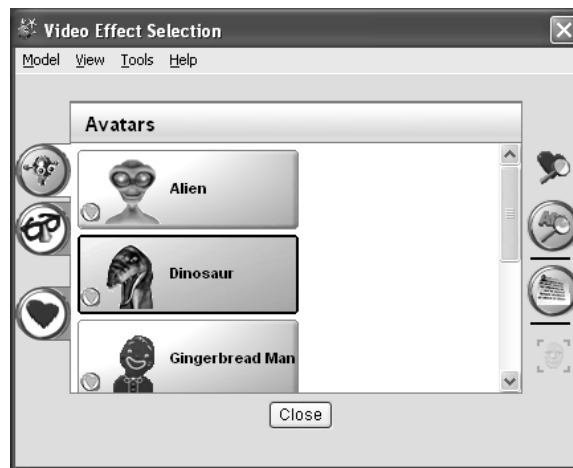 Video Effect Selection
Model View Tools Help
Avatars
Alien
Dinosaur
Gingerbread Man
Close